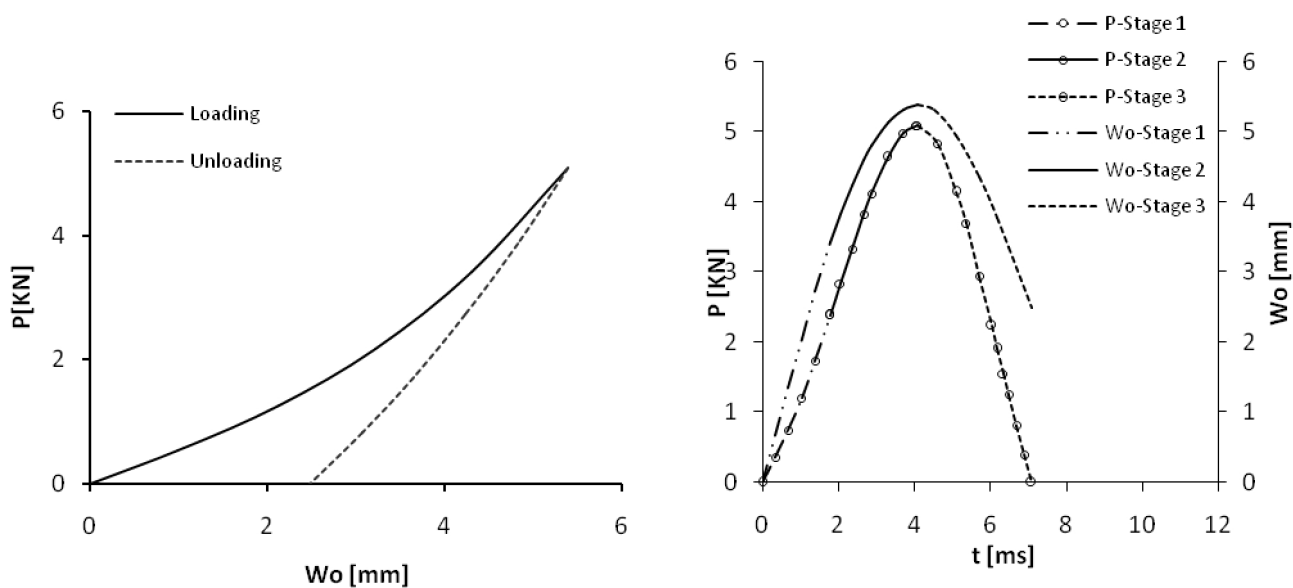 6
Loading
Unloading
4
P[KN]
2
0
0 2 4 6
Wo [mm]
P-Stage 1
P-Stage 2
P-Stage 3
Wo-Stage 1
Wo-Stage 2
Wo-Stage 3
6 6
5 5
4 4
P [KN]
3 3
Wo [mm]
2 2
1 1
0 0
0 2 4 6 8 10 12
t [ms]